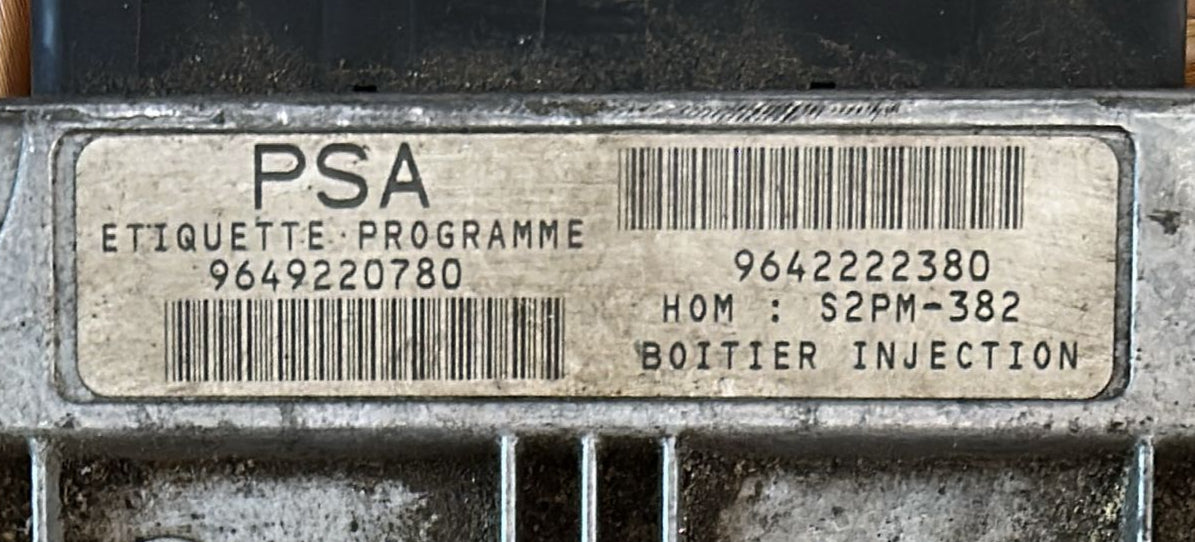 PSA
ETIQUETTE PROGRAMME
9649220780
9642222380
HOM : S2PM-382
BOITIER INJECTION